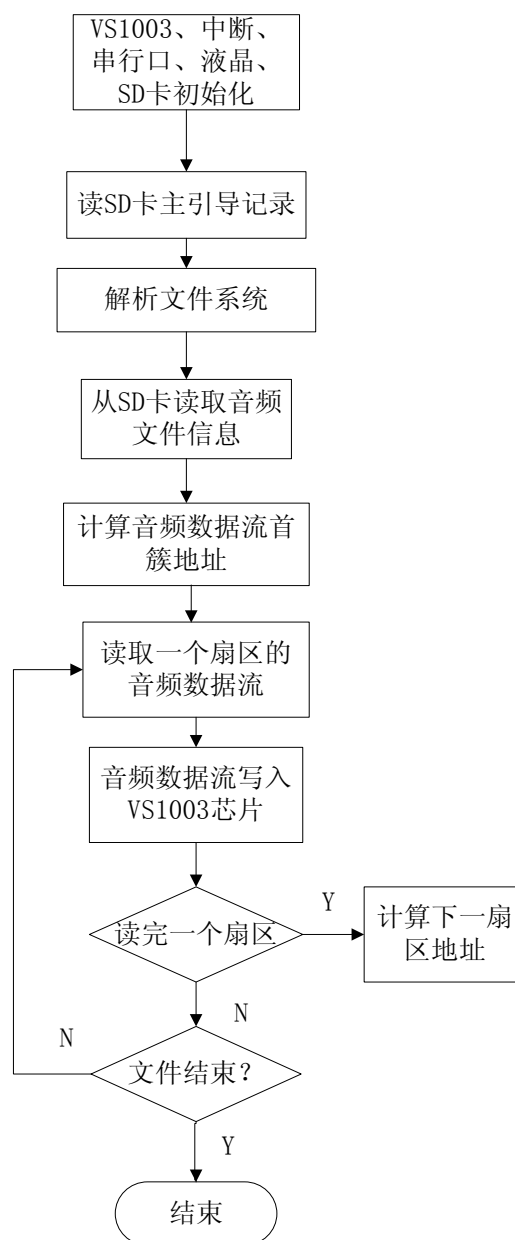 VS1003、中断、
串行口、液晶、
SD卡初始化
读SD卡主引导记录
解析文件系统
从SD卡读取音频
文件信息
计算音频数据流首
簇地址
读取一个扇区的
音频数据流
音频数据流写入
VS1003芯片
读完一个扇区
Y
计算下一扇
区地址
N
N
文件结束？
Y
结束